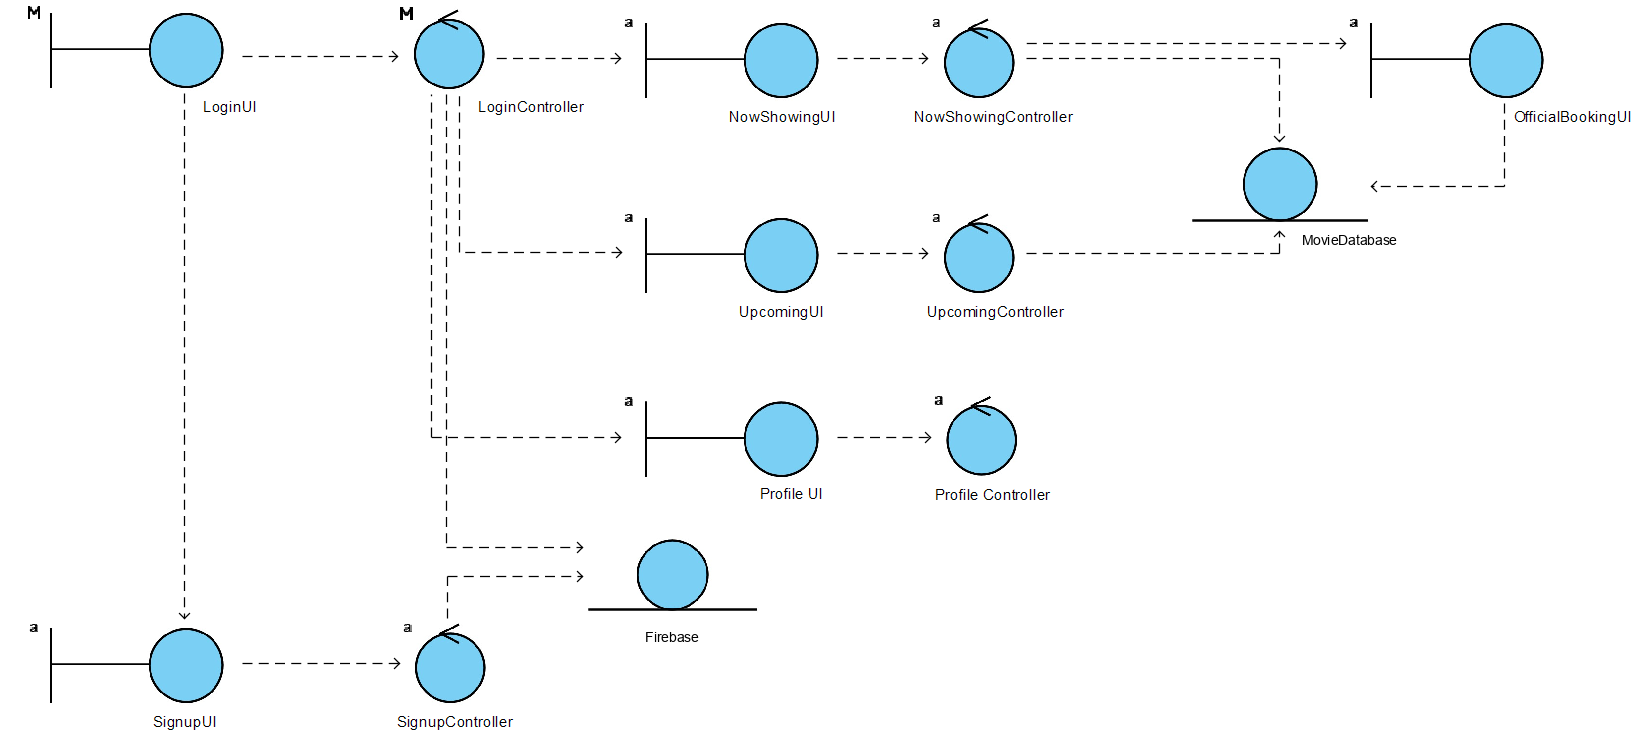 M
M
a
a
a
LoginUI
LoginController
NowShowingUI
NowShowingController
OfficialBookingUI
a
a
MovieDatabase
UpcomingUI
UpcomingController
a
a
Profile UI
Profile Controller
a
a
Firebase
SignupUI
SignupController